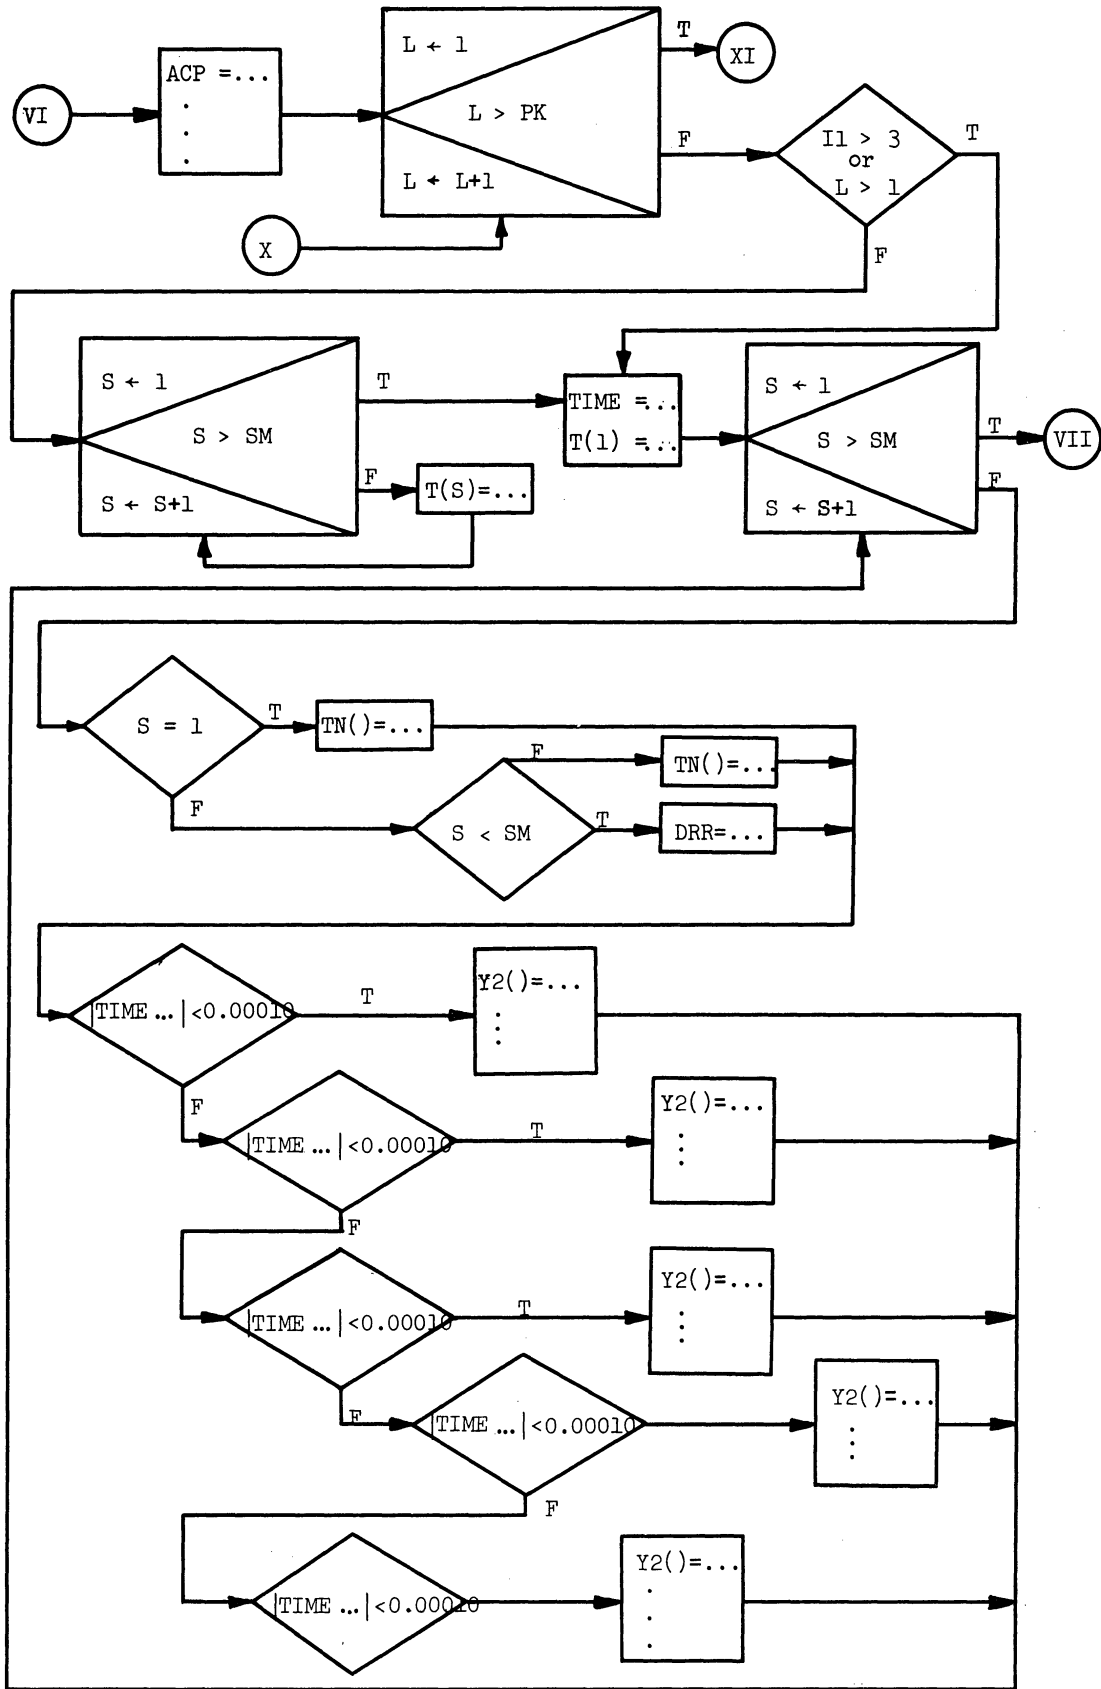 VI
ACP =...
.
.
.
L ← 1
L > PK
L ← L+1
T
XI
F
X
I1 > 3
or
L > 1
T
F
S ← 1
S > SM
S ← S+1
T
F
T(S)=...
TIME =...
T(1) =...
S ← 1
S > SM
S ← S+1
T
VII
F
S = 1
T
TN()=...
F
S < SM
F
TN()=...
T
DRR=...
|TIME ...| <0.00010
T
Y2()=...
.
.
.
F
|TIME ...| <0.00010
T
Y2()=...
.
.
.
F
|TIME ...| <0.00010
T
Y2()=...
.
.
.
F
|TIME ...| <0.00010
Y2()=...
.
.
.
F
|TIME ...| <0.00010
Y2()=...
.
.
.